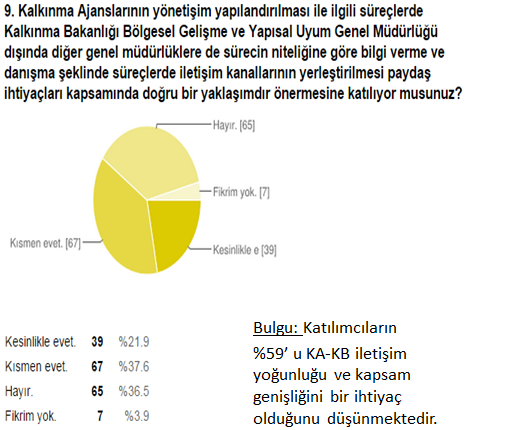 9. Kalkınma Ajanslarının yönetişim yapılandırılması ile ilgili süreçlerde
Kalkınma Bakanlığı Bölgesel Gelişme ve Yapısal Uyum Genel Müdürlüğü
dışında diğer genel müdürlüklere de sürecin niteliğine göre bilgi verme ve
danışma şeklinde süreçlerde iletişim kanallarının yerleştirilmesi paydaş
ihtiyaçları kapsamında doğru bir yaklaşımdır önermesine katılıyor musunuz?
Hayır. [65]
Fikrim yok. [7]
Kısmen evet. [67]
Kesinlikle e [39]
Kesinlikle evet. 39 %21.9
Kısmen evet. 67 %37.6
Hayır. 65 %36.5
Fikrim yok. 7 %3.9
Bulgu: Katılımcıların
%59’ u KA-KB iletişim
yoğunluğu ve kapsam
genişliğini bir ihtiyaç
olduğunu düşünmektedir.